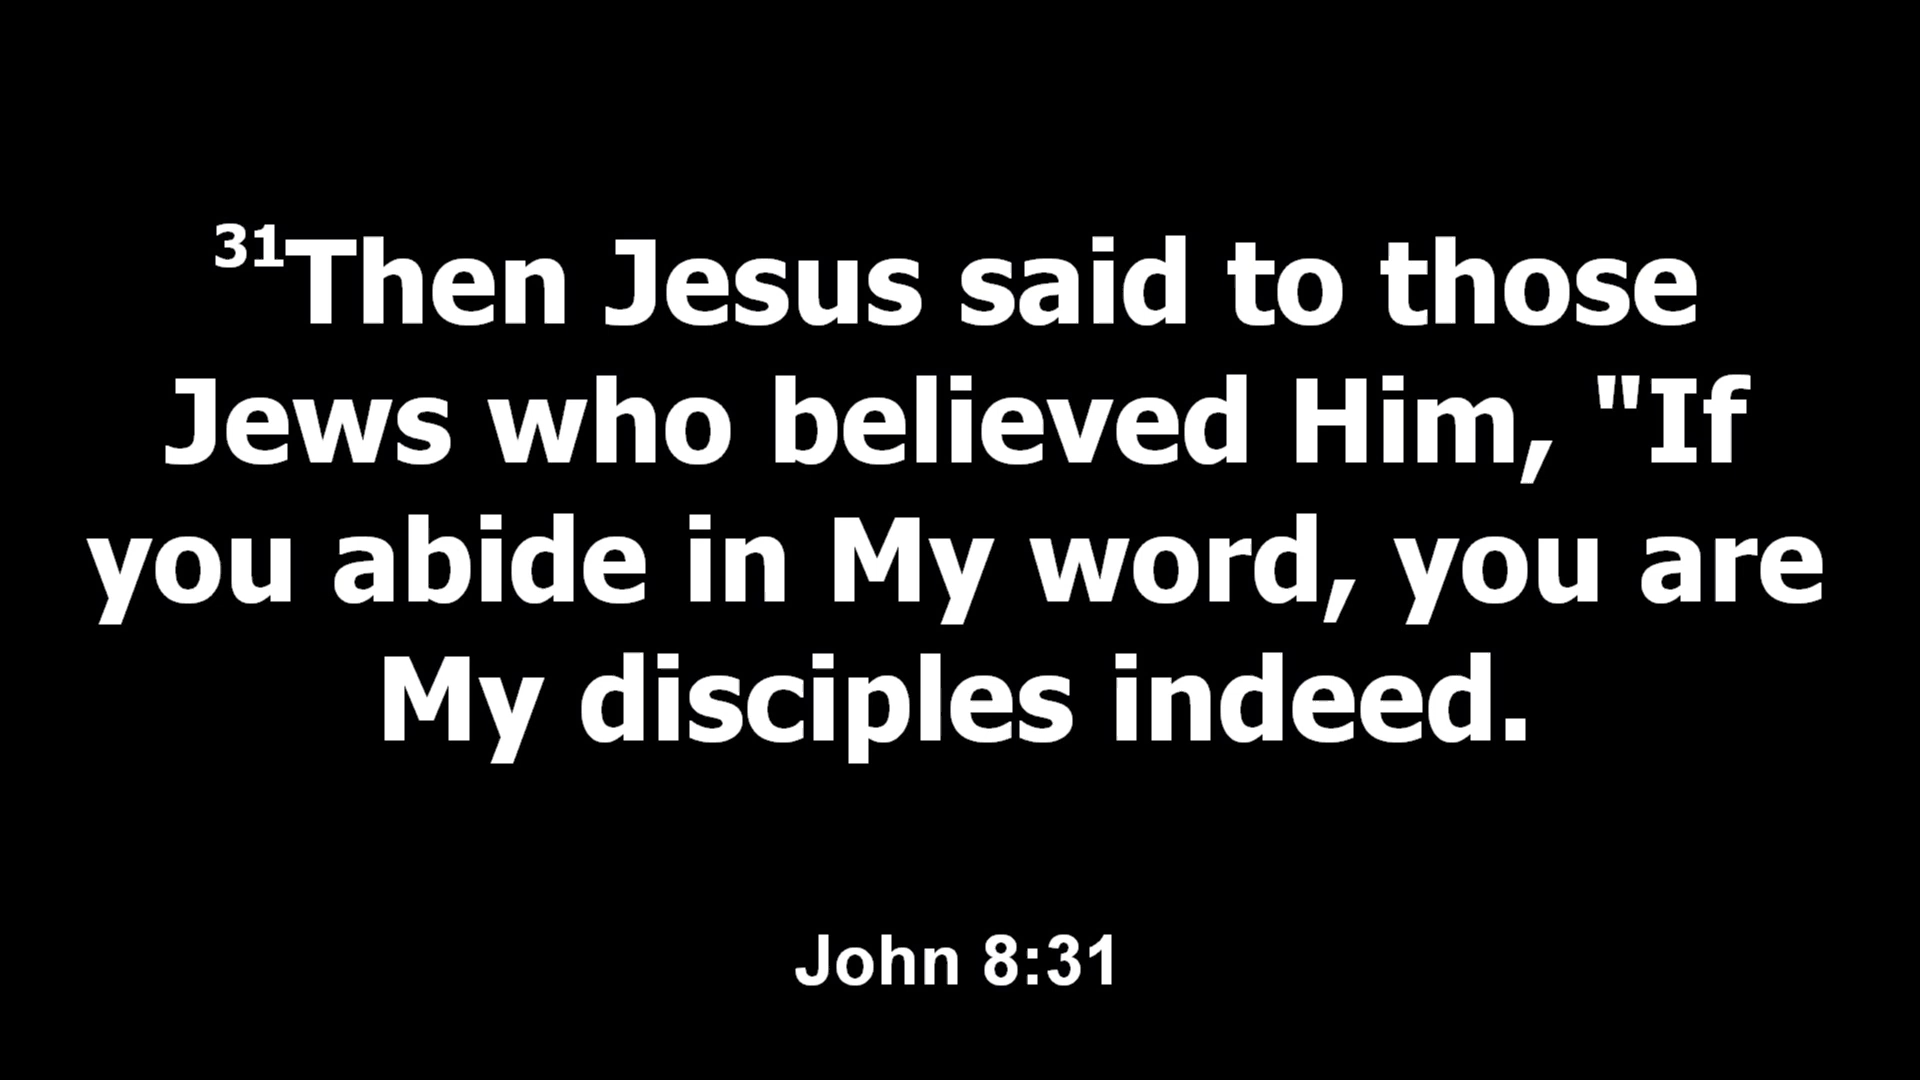 31Then Jesus said to those
Jews who believed Him, "If
you abide in My word, you are
My disciples indeed.
John 8:31